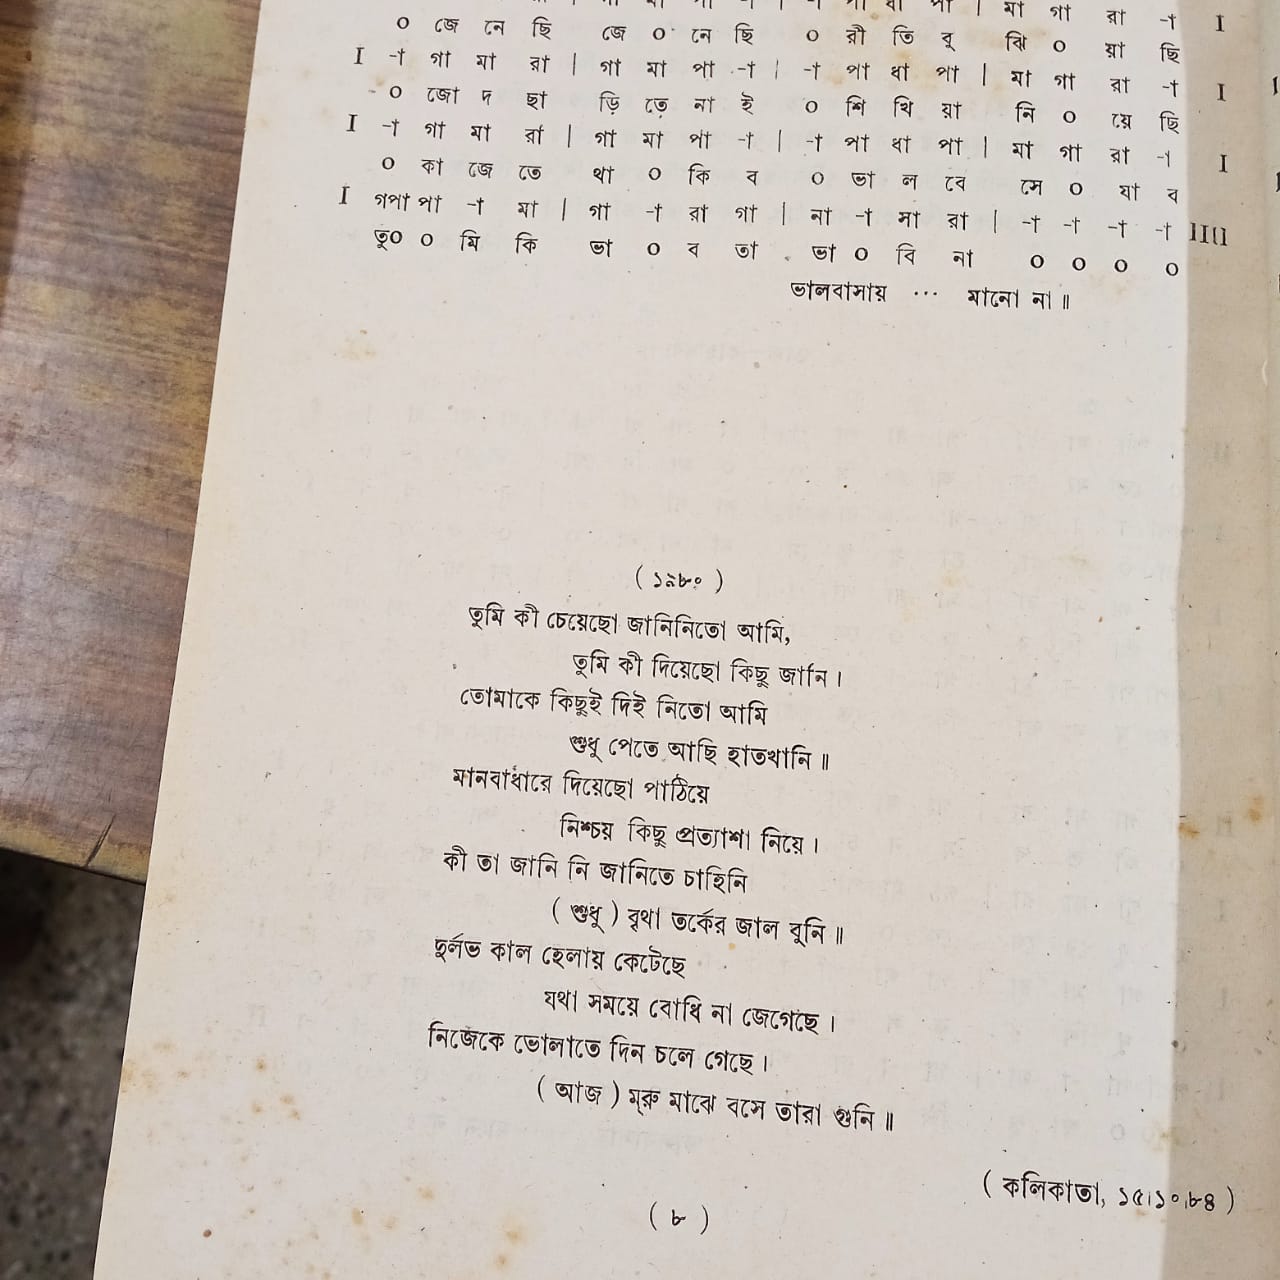 ০ জে নে ছি জে ০ নে ছি ০ রী তি বু ঝি ০ য়া ছি
I -া গা মা রা | গা মা পা -া | -া পা ধা পা | মা গা রা -া I
০ জো দ ছা ড়ি তে না ই ০ শি খি য়া নি ০ য়ে ছি
I -া গা মা রা | গা মা পা -া | -া পা ধা পা | মা গা রা -া I
০ কা জে তে থা ০ কি ব ০ ভা ল বে সে ০ যা ব
I গপা পা -া মা | গা -া রা গা | না -া সা রা | -া -া -া -া IIII
তু০ ০ মি কি ভা ০ ব তা ভা ০ বি না ০ ০ ০ ০
ভালবাসায় ... মানো না ॥
( ১৯৮০ )
তুমি কী চেয়েছো জানিনিতো আমি,
তুমি কী দিয়েছো কিছু জানি ।
তোমাকে কিছুই দিই নিতো আমি
শুধু পেতে আছি হাতখানি ॥
মানবাধারে দিয়েছো পাঠিয়ে
নিশ্চয় কিছু প্রত্যাশা নিয়ে ।
কী তা জানি নি জানিতে চাহিনি
( শুধু ) বৃথা তর্কের জাল বুনি ॥
দুর্লভ কাল হেলায় কেটেছে
যথা সময়ে বোধি না জেগেছে ।
নিজেকে ভোলাতে দিন চলে গেছে ।
( আজ ) মরু মাঝে বসে তারা গুনি ॥
( কলিকাতা, ১৫।১০।৮৪ )
( ৮ )